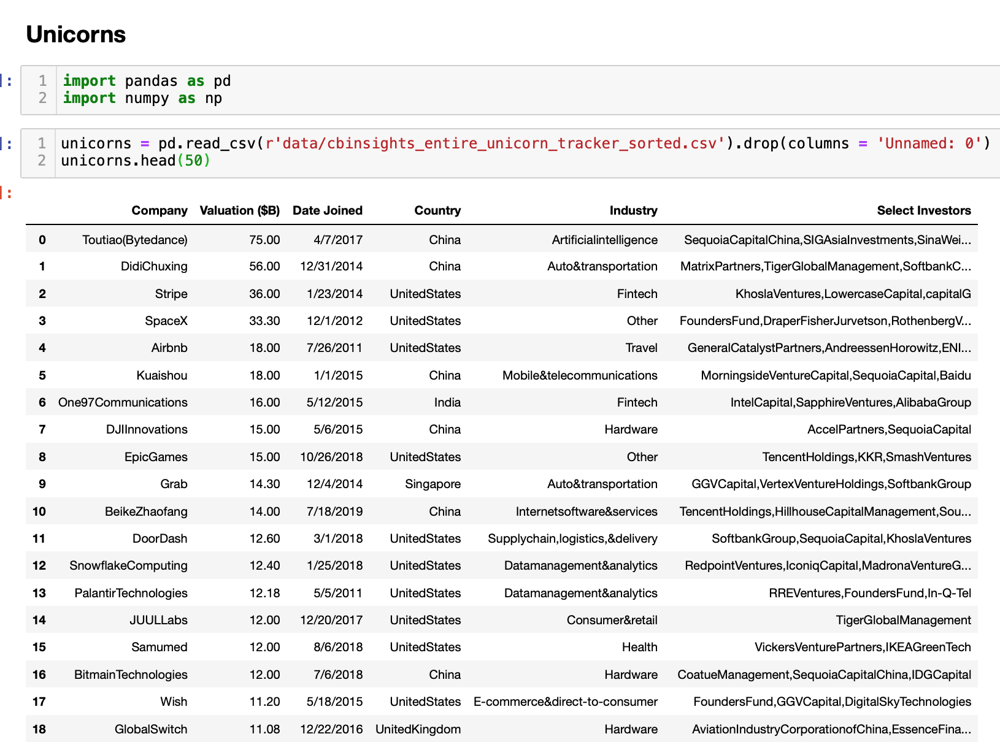 Unicorns
]:
1 import pandas as pd
2 import numpy as np
]:
1 unicorns = pd.read_csv(r'data/cbinsights_entire_unicorn_tracker_sorted.csv').drop(columns = 'Unnamed: 0')
2 unicorns.head(50)
]:
Company Valuation ($B) Date Joined Country Industry Select Investors
0 Toutiao(Bytedance) 75.00 4/7/2017 China Artificialintelligence SequoiaCapitalChina,SIGAsiaInvestments,SinaWei...
1 DidiChuxing 56.00 12/31/2014 China Auto&transportation MatrixPartners,TigerGlobalManagement,SoftbankC...
2 Stripe 36.00 1/23/2014 UnitedStates Fintech KhoslaVentures,LowercaseCapital,capitalG
3 SpaceX 33.30 12/1/2012 UnitedStates Other FoundersFund,DraperFisherJurvetson,RothenbergV...
4 Airbnb 18.00 7/26/2011 UnitedStates Travel GeneralCatalystPartners,AndreessenHorowitz,ENI...
5 Kuaishou 18.00 1/1/2015 China Mobile&telecommunications MorningsideVentureCapital,SequoiaCapital,Baidu
6 One97Communications 16.00 5/12/2015 India Fintech IntelCapital,SapphireVentures,AlibabaGroup
7 DJIInnovations 15.00 5/6/2015 China Hardware AccelPartners,SequoiaCapital
8 EpicGames 15.00 10/26/2018 UnitedStates Other TencentHoldings,KKR,SmashVentures
9 Grab 14.30 12/4/2014 Singapore Auto&transportation GGVCapital,VertexVentureHoldings,SoftbankGroup
10 BeikeZhaofang 14.00 7/18/2019 China Internetsoftware&services TencentHoldings,HillhouseCapitalManagement,Sou...
11 DoorDash 12.60 3/1/2018 UnitedStates Supplychain,logistics,&delivery SoftbankGroup,SequoiaCapital,KhoslaVentures
12 SnowflakeComputing 12.40 1/25/2018 UnitedStates Datamanagement&analytics RedpointVentures,IconiqCapital,MadronaVentureG...
13 PalantirTechnologies 12.18 5/5/2011 UnitedStates Datamanagement&analytics RREVentures,FoundersFund,In-Q-Tel
14 JUULLabs 12.00 12/20/2017 UnitedStates Consumer&retail TigerGlobalManagement
15 Samumed 12.00 8/6/2018 UnitedStates Health VickersVenturePartners,IKEAGreenTech
16 BitmainTechnologies 12.00 7/6/2018 China Hardware CoatueManagement,SequoiaCapitalChina,IDGCapital
17 Wish 11.20 5/18/2015 UnitedStates E-commerce&direct-to-consumer FoundersFund,GGVCapital,DigitalSkyTechnologies
18 GlobalSwitch 11.08 12/22/2016 UnitedKingdom Hardware AviationIndustryCorporationofChina,EssenceFina...